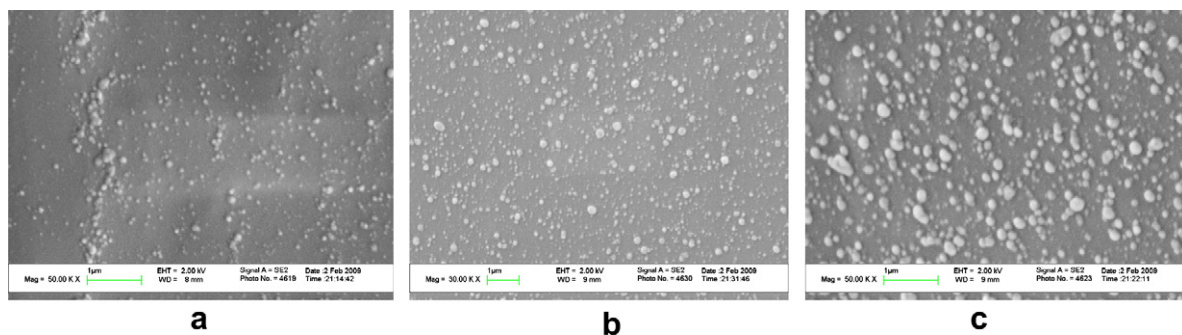 Mag = 50.00 K X 1µm EHT = 2.00 kV WD = 8 mm Signal A = SE2 Photo No. = 4619 Date :2 Feb 2009 Time :21:14:42
Mag = 30.00 K X 1µm EHT = 2.00 kV WD = 9 mm Signal A = SE2 Photo No. = 4630 Date :2 Feb 2009 Time :21:31:46
Mag = 50.00 K X 1µm EHT = 2.00 kV WD = 9 mm Signal A = SE2 Photo No. = 4623 Date :2 Feb 2009 Time :21:22:11
a
b
c